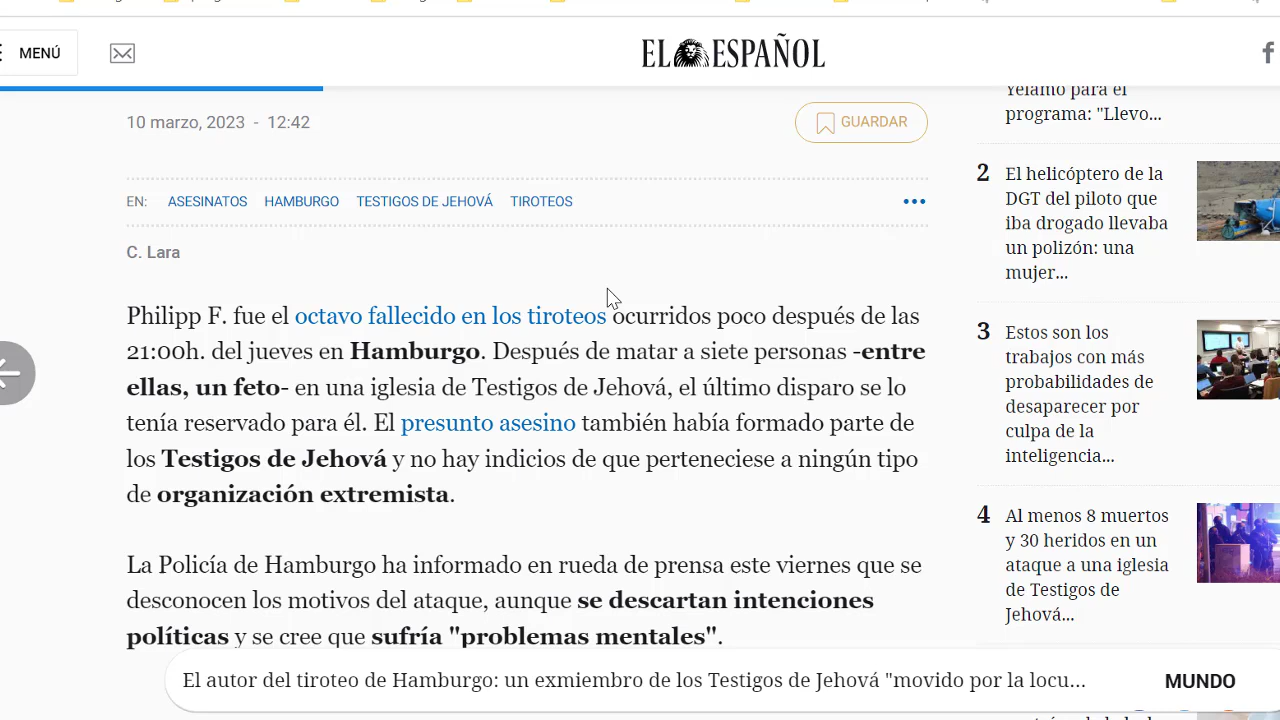 MENÚ
EL ESPAÑOL
10 marzo, 2023 - 12:42
GUARDAR
EN: ASESINATOS HAMBURGO TESTIGOS DE JEHOVÁ TIROTEOS
C. Lara
Philipp F. fue el octavo fallecido en los tiroteos ocurridos poco después de las
21:00h. del jueves en Hamburgo. Después de matar a siete personas -entre
ellas, un feto- en una iglesia de Testigos de Jehová, el último disparo se lo
tenía reservado para él. El presunto asesino también había formado parte de
los Testigos de Jehová y no hay indicios de que perteneciese a ningún tipo
de organización extremista.
La Policía de Hamburgo ha informado en rueda de prensa este viernes que se
desconocen los motivos del ataque, aunque se descartan intenciones
políticas y se cree que sufría "problemas mentales".
Yélamo para el
programa: "Llevo...
2 El helicóptero de la
DGT del piloto que
iba drogado llevaba
un polizón: una
mujer...
3 Estos son los
trabajos con más
probabilidades de
desaparecer por
culpa de la
inteligencia...
4 Al menos 8 muertos
y 30 heridos en un
ataque a una iglesia
de Testigos de
Jehová...
El autor del tiroteo de Hamburgo: un exmiembro de los Testigos de Jehová "movido por la locu...
MUNDO